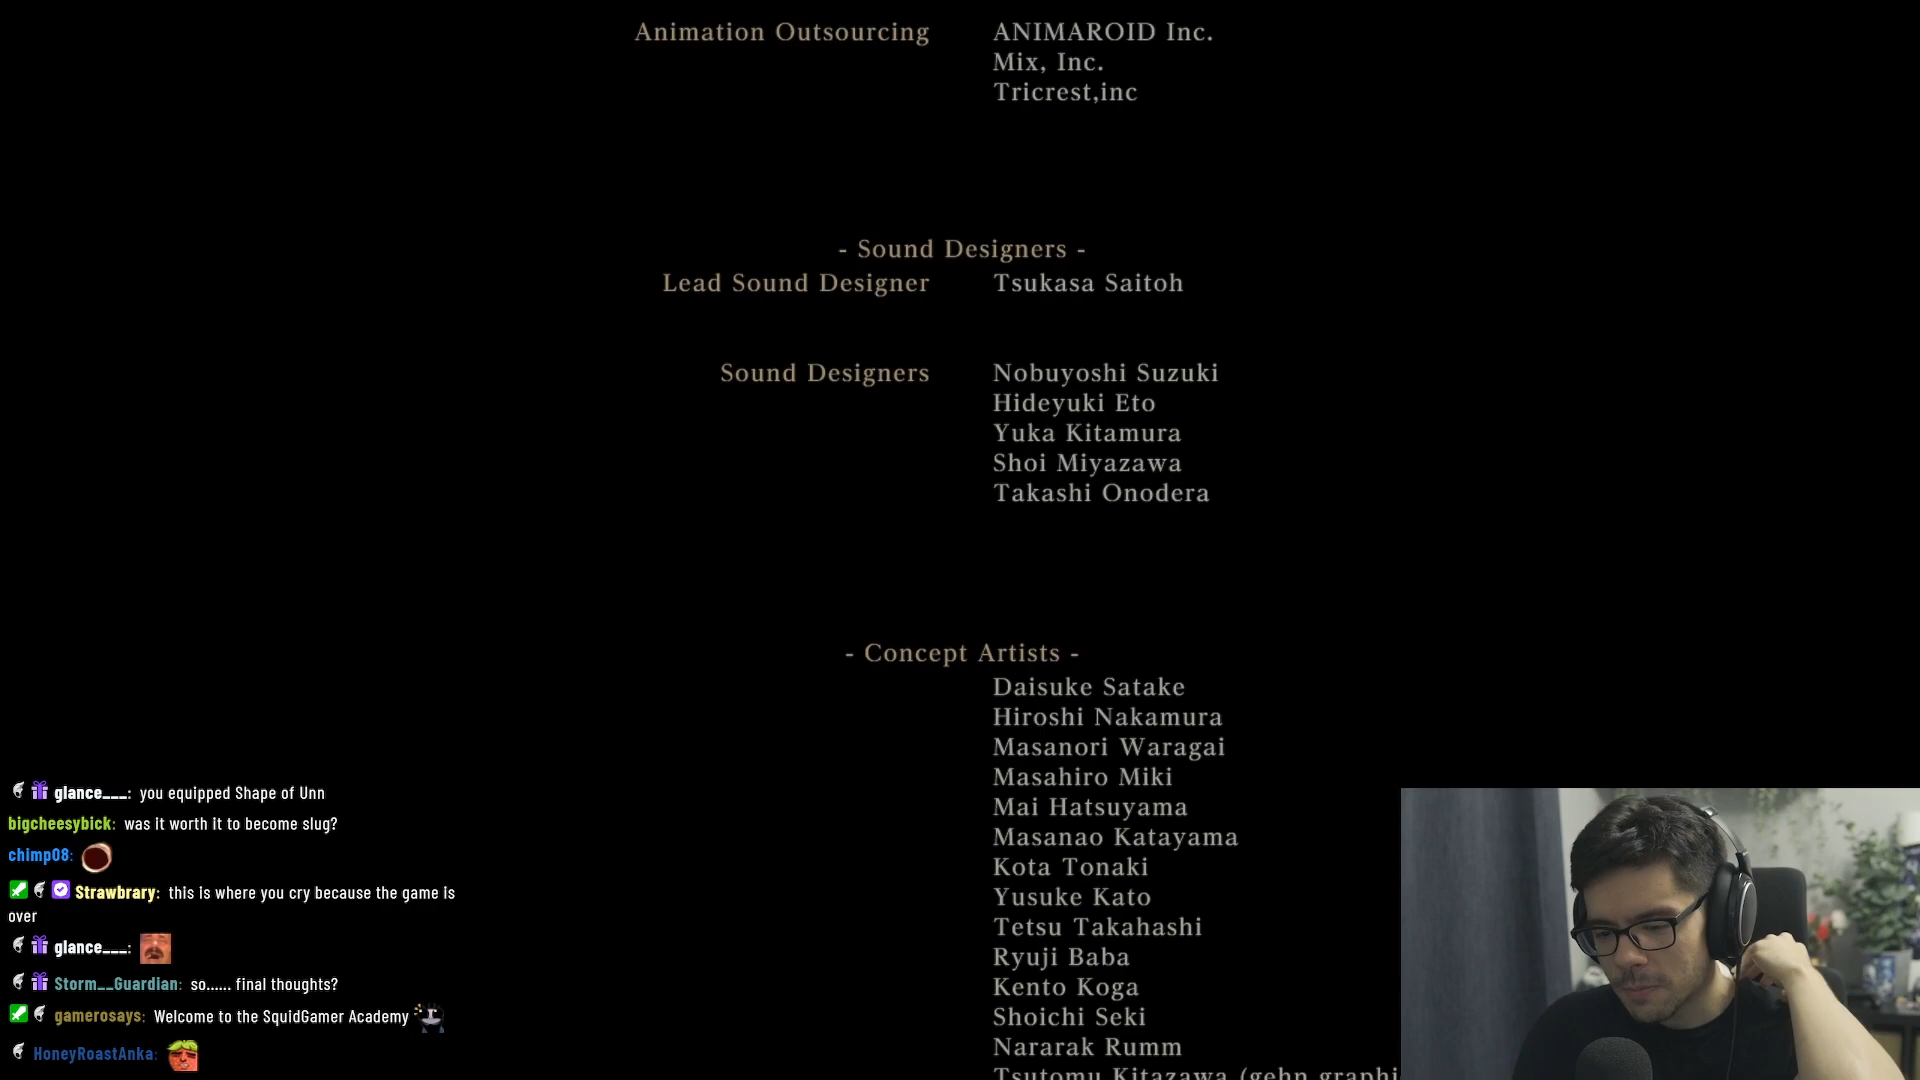 Animation Outsourcing ANIMAROID Inc.
Mix, Inc.
Tricrest,inc
- Sound Designers -
Lead Sound Designer Tsukasa Saitoh
Sound Designers Nobuyoshi Suzuki
Hideyuki Eto
Yuka Kitamura
Shoi Miyazawa
Takashi Onodera
- Concept Artists -
Daisuke Satake
Hiroshi Nakamura
Masanori Waragai
Masahiro Miki
Mai Hatsuyama
Masanao Katayama
Kota Tonaki
Yusuke Kato
Tetsu Takahashi
Ryuji Baba
Kento Koga
Shoichi Seki
Nararak Rumm
Tsutomu Kitazawa (gehn graphi
glance___: you equipped Shape of Unn
bigcheesybick: was it worth it to become slug?
chimp08:
Strawbrary: this is where you cry because the game is
over
glance___:
Storm__Guardian: so...... final thoughts?
gamerosays: Welcome to the SquidGamer Academy
HoneyRoastAnka: